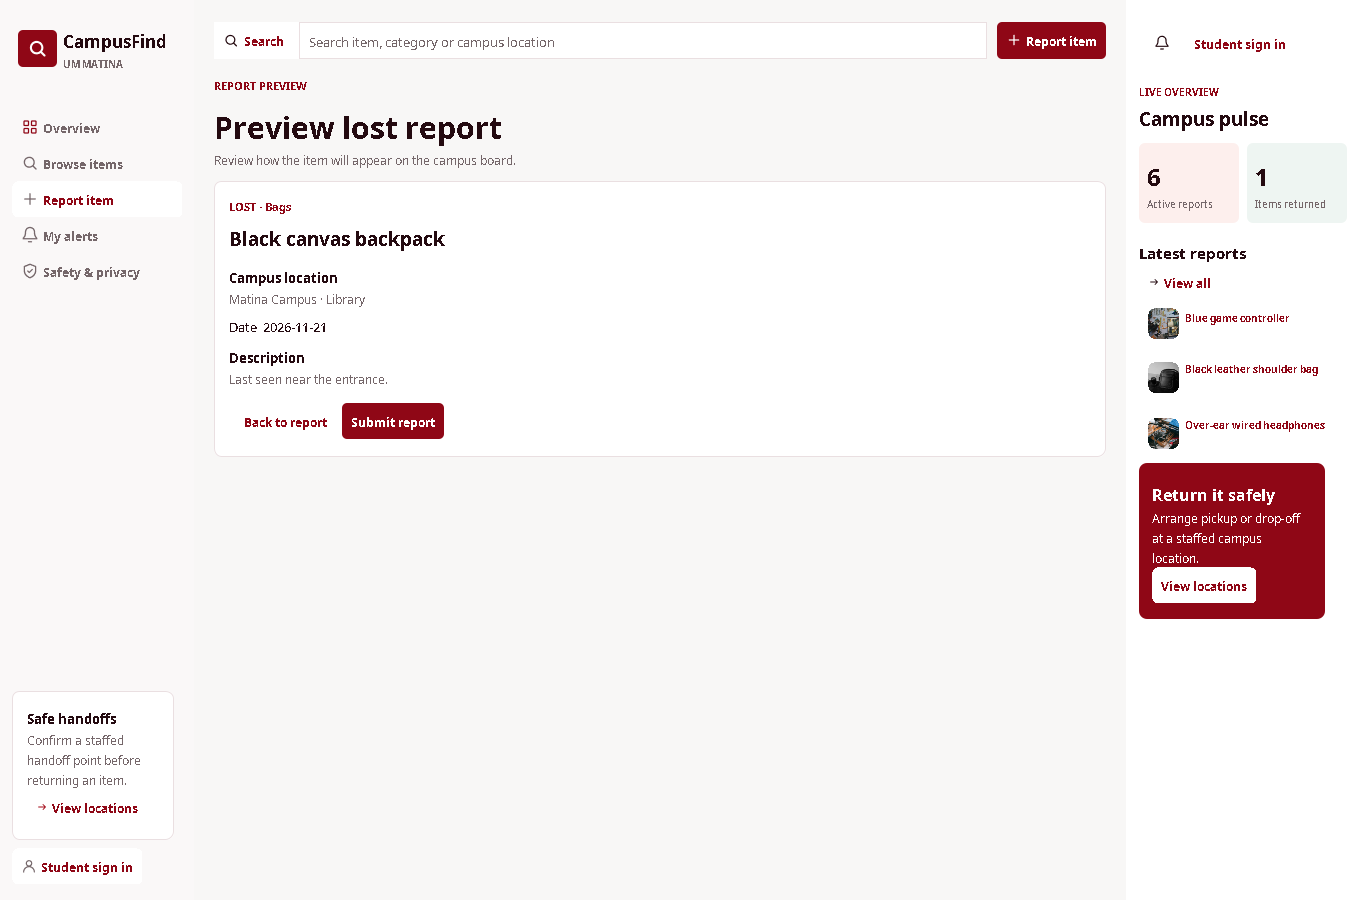 CampusFind
UM MATINA
Overview
Browse items
Report item
My alerts
Safety & privacy
Safe handoffs
Confirm a staffed
handoff point before
returning an item.
→ View locations
Student sign in
Search
Search item, category or campus location
Report item
REPORT PREVIEW
Preview lost report
Review how the item will appear on the campus board.
LOST · Bags
Black canvas backpack
Campus location
Matina Campus · Library
Date 2026-11-21
Description
Last seen near the entrance.
Back to report
Submit report
Student sign in
LIVE OVERVIEW
Campus pulse
6
Active reports
1
Items returned
Latest reports
→ View all
Blue game controller
Black leather shoulder bag
Over-ear wired headphones
Return it safely
Arrange pickup or drop-off
at a staffed campus
location.
View locations